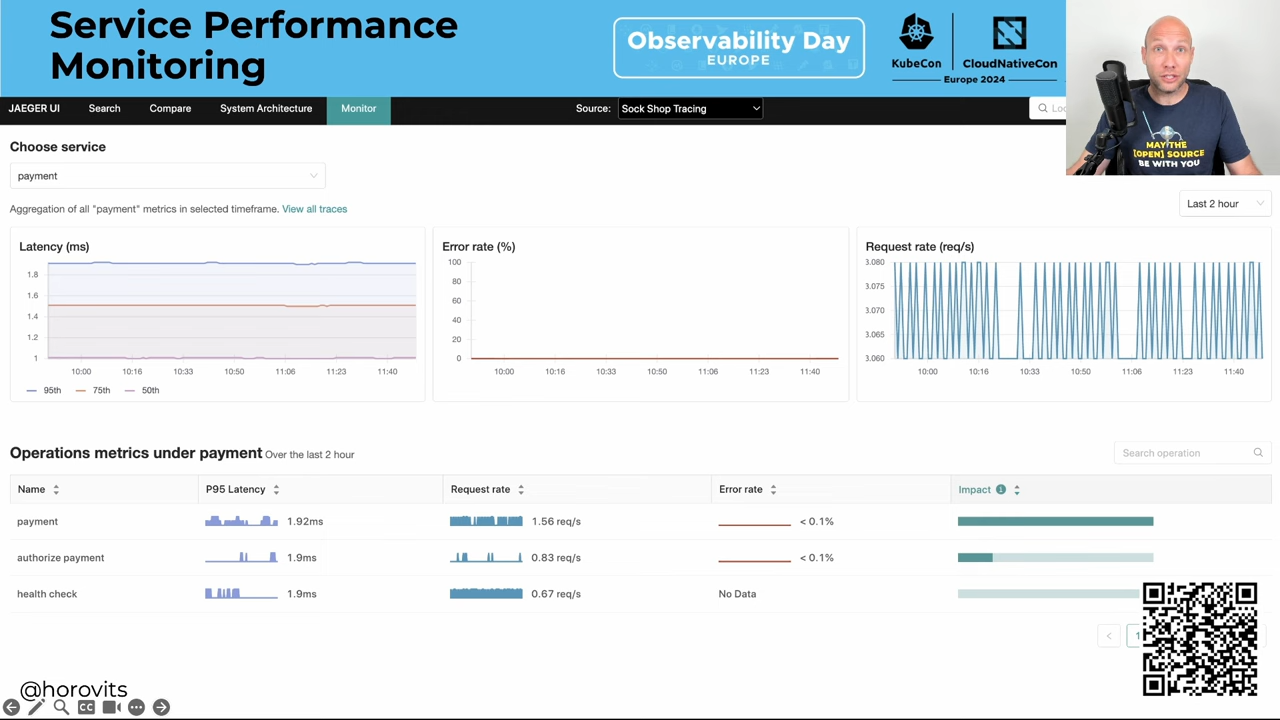 Service Performance
Monitoring
Observability Day
EUROPE
KubeCon
CloudNativeCon
Europe 2024
MAY THE
[OPEN] SOURCE
BE WITH YOU
JAEGER UI
Search
Compare
System Architecture
Monitor
Source:
Sock Shop Tracing
Choose service
payment
Aggregation of all "payment" metrics in selected timeframe. View all traces
Last 2 hour
Latency (ms)
1.8
1.6
1.4
1.2
1
10:00 10:16 10:33 10:50 11:06 11:23 11:40
95th 75th 50th
Error rate (%)
100
80
60
40
20
0
10:00 10:16 10:33 10:50 11:06 11:23 11:40
Request rate (req/s)
3.080
3.075
3.070
3.065
3.060
10:00 10:16 10:33 10:50 11:06 11:23 11:40
Operations metrics under payment Over the last 2 hour
Search operation
Name P95 Latency Request rate Error rate Impact
payment 1.92ms 1.56 req/s < 0.1%
authorize payment 1.9ms 0.83 req/s < 0.1%
health check 1.9ms 0.67 req/s No Data
1
@horovits
CC